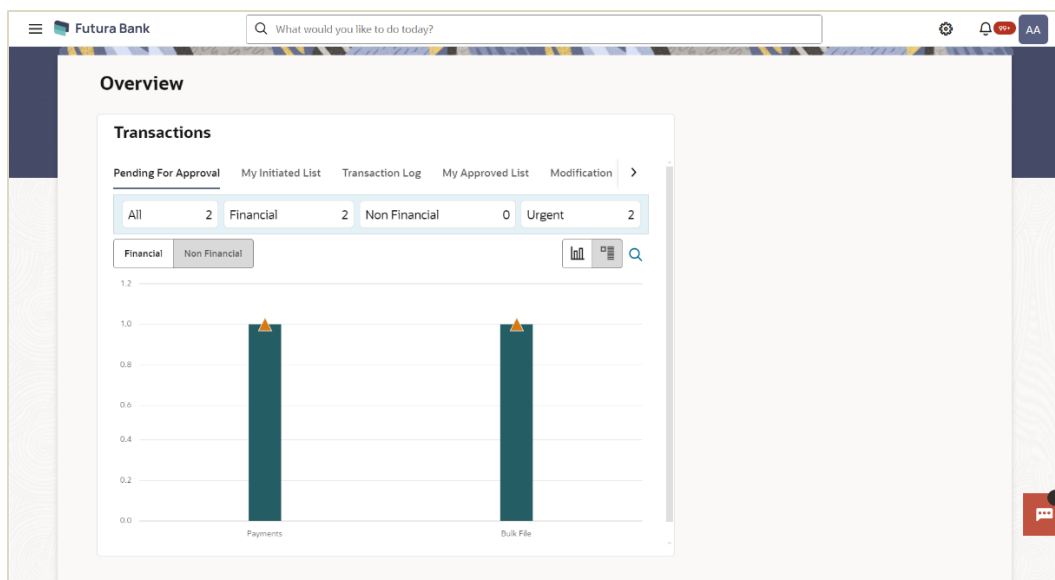 Futura Bank
What would you like to do today?
99+
AA
Overview
Transactions
Pending For Approval My Initiated List Transaction Log My Approved List Modification
All 2 Financial 2 Non Financial 0 Urgent 2
Financial Non Financial
1.2
1.0
0.8
0.6
0.4
0.2
0.0
Payments Bulk File